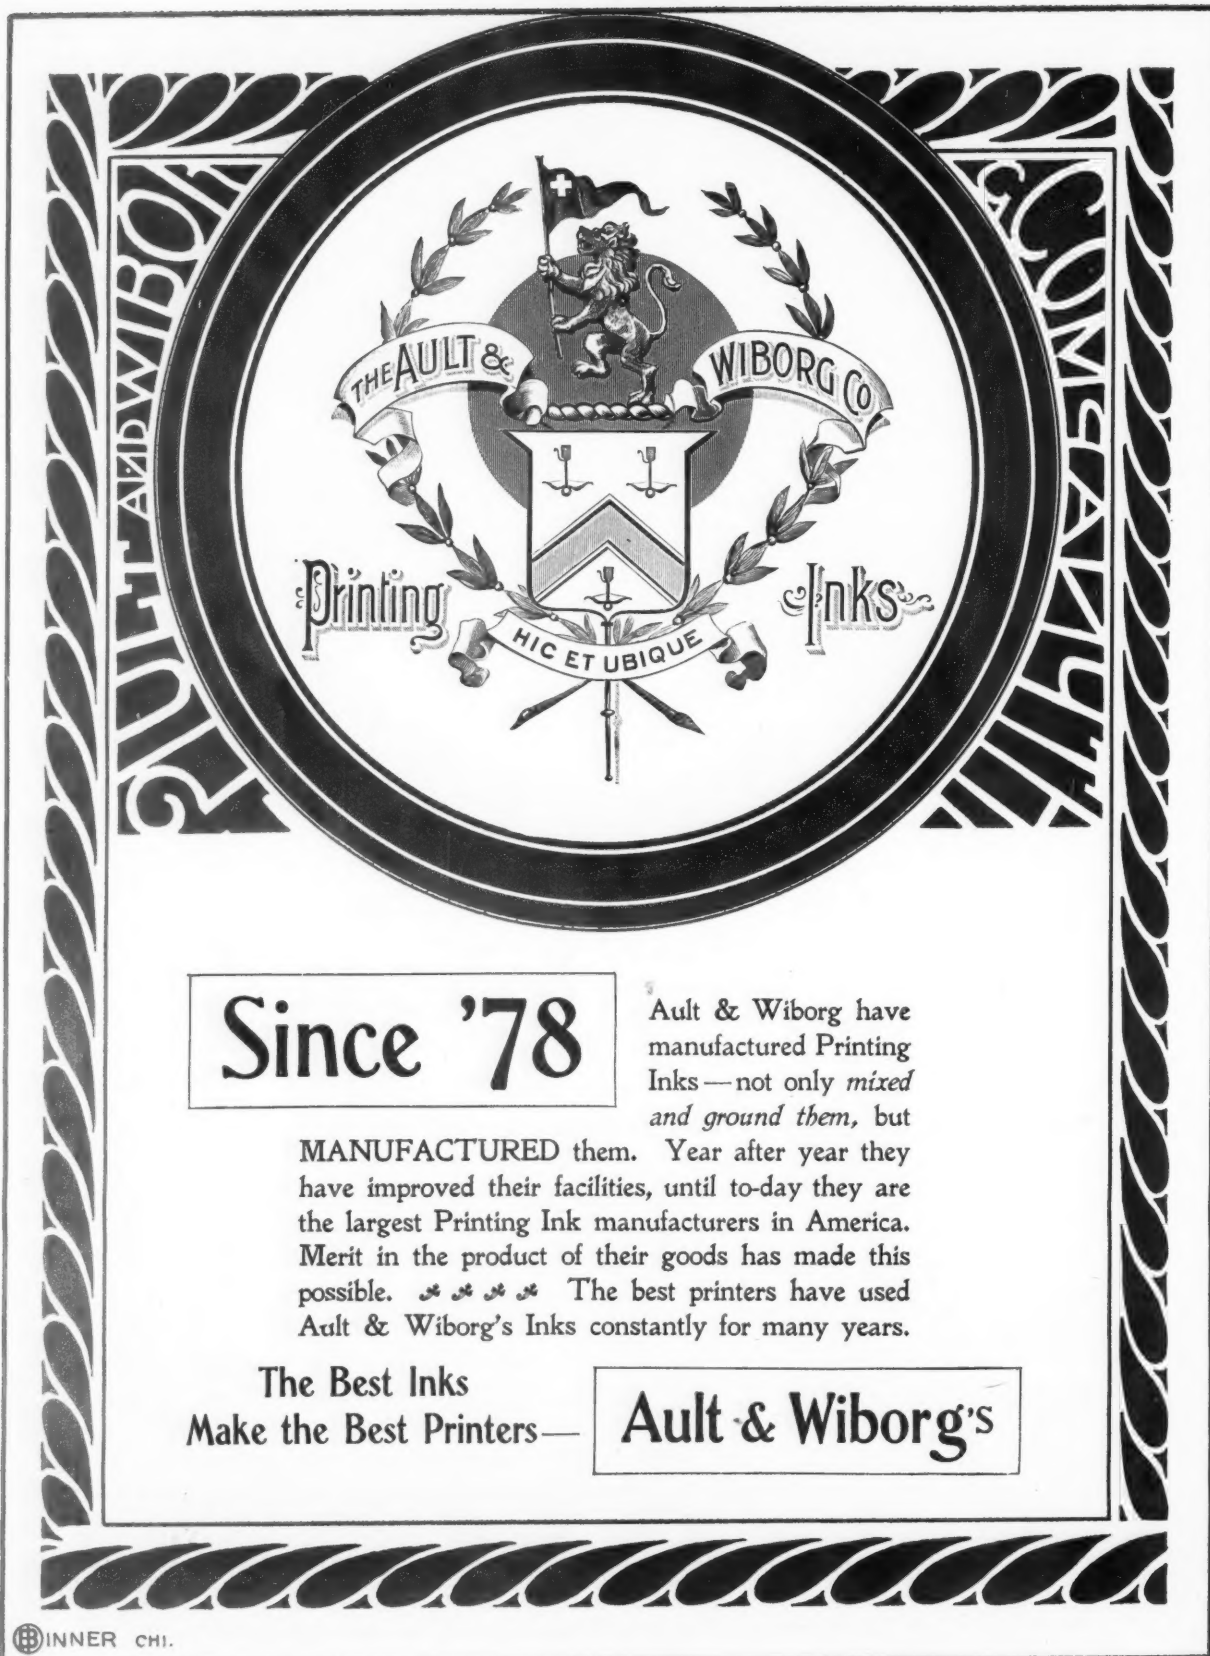 AULT AND WIBORG COMPANY
THE AULT &
WIBORG CO
Printing Inks
HIC ET UBIQUE
Since '78
Ault & Wiborg have
manufactured Printing
Inks — not only mixed
and ground them, but
MANUFACTURED them. Year after year they
have improved their facilities, until to-day they are
the largest Printing Ink manufacturers in America.
Merit in the product of their goods has made this
possible. The best printers have used
Ault & Wiborg's Inks constantly for many years.
The Best Inks
Make the Best Printers—
Ault & Wiborg's
BINNER CHI.